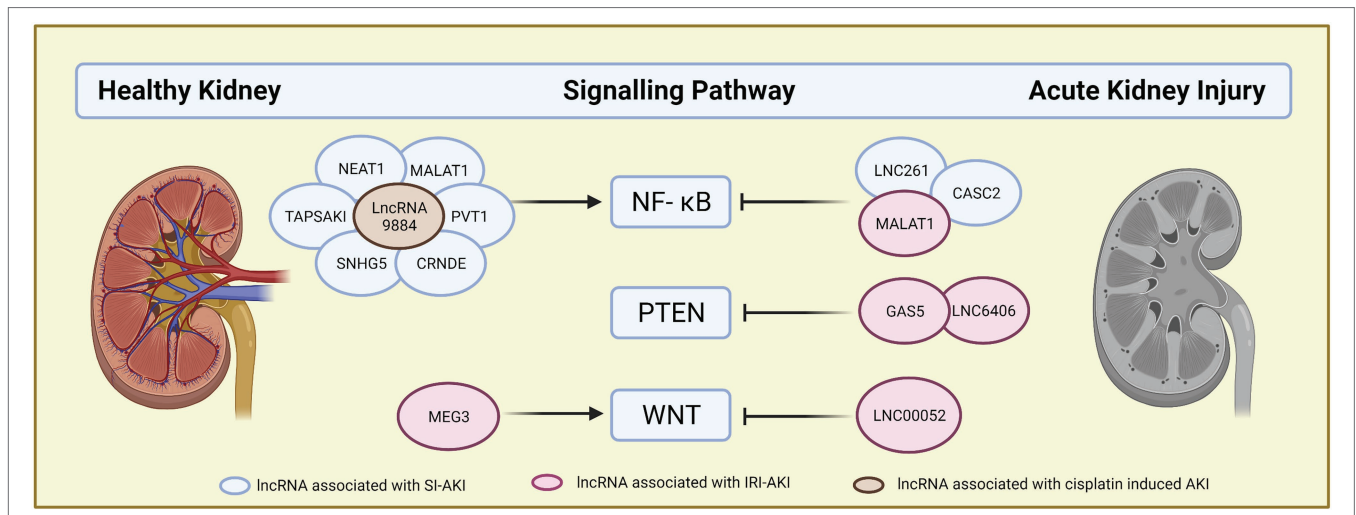 Healthy Kidney
Signalling Pathway
Acute Kidney Injury
NEAT1
MALAT1
TAPSAKI
LncRNA
9884
PVT1
SNHG5
CRNDE
NF- κB
LNC261
CASC2
MALAT1
PTEN
GAS5
LNC6406
MEG3
WNT
LNC00052
lncRNA associated with SI-AKI
lncRNA associated with IRI-AKI
lncRNA associated with cisplatin induced AKI